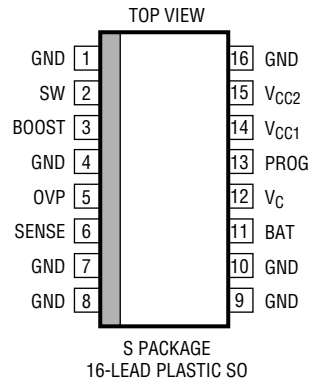 TOP VIEW
GND 1 16 GND
SW 2 15 VCC2
BOOST 3 14 VCC1
GND 4 13 PROG
OVP 5 12 VC
SENSE 6 11 BAT
GND 7 10 GND
GND 8 9 GND
S PACKAGE
16-LEAD PLASTIC SO